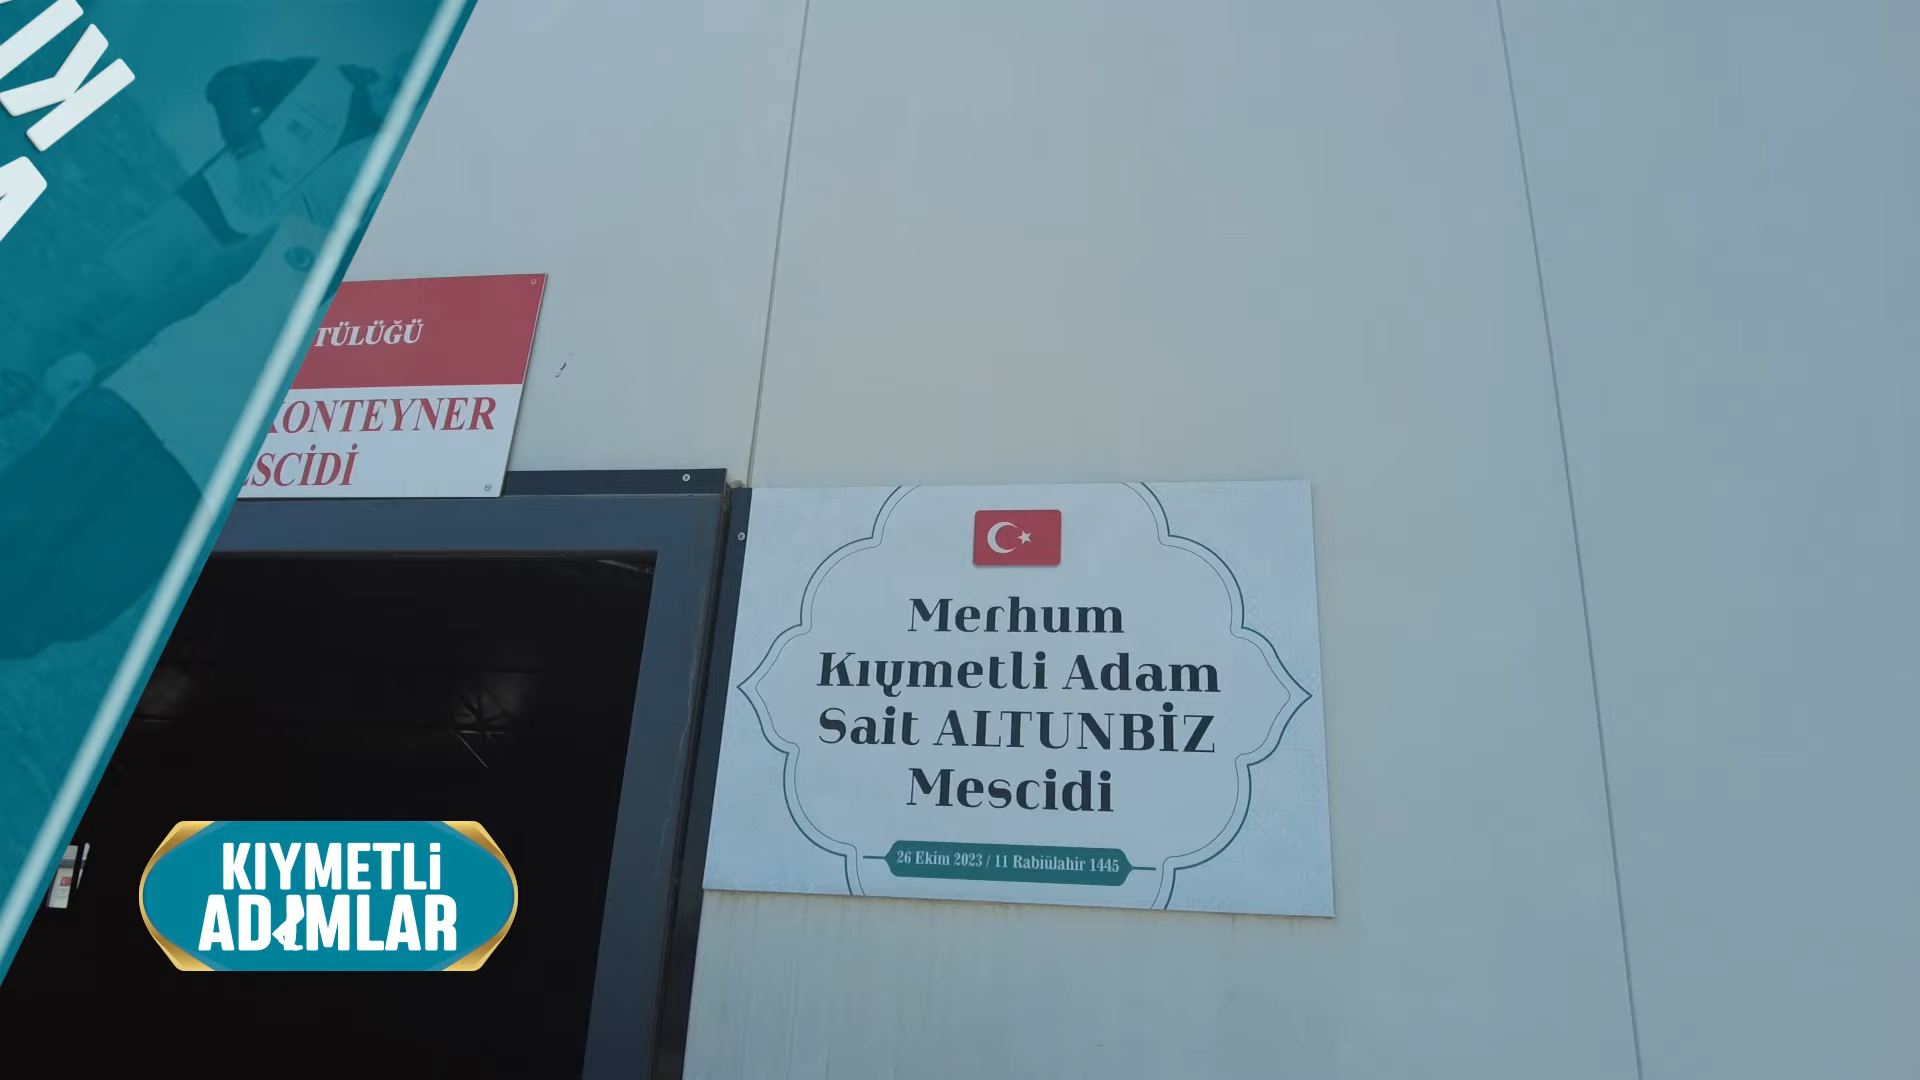 TÜLÜĞÜ
KONTEYNER
SCİDİ
Merhum
Kıymetli Adam
Sait ALTUNBİZ
Mescidi
26 Ekim 2023 / 11 Rabiülahir 1445
KIYMETLİ
ADIMLAR